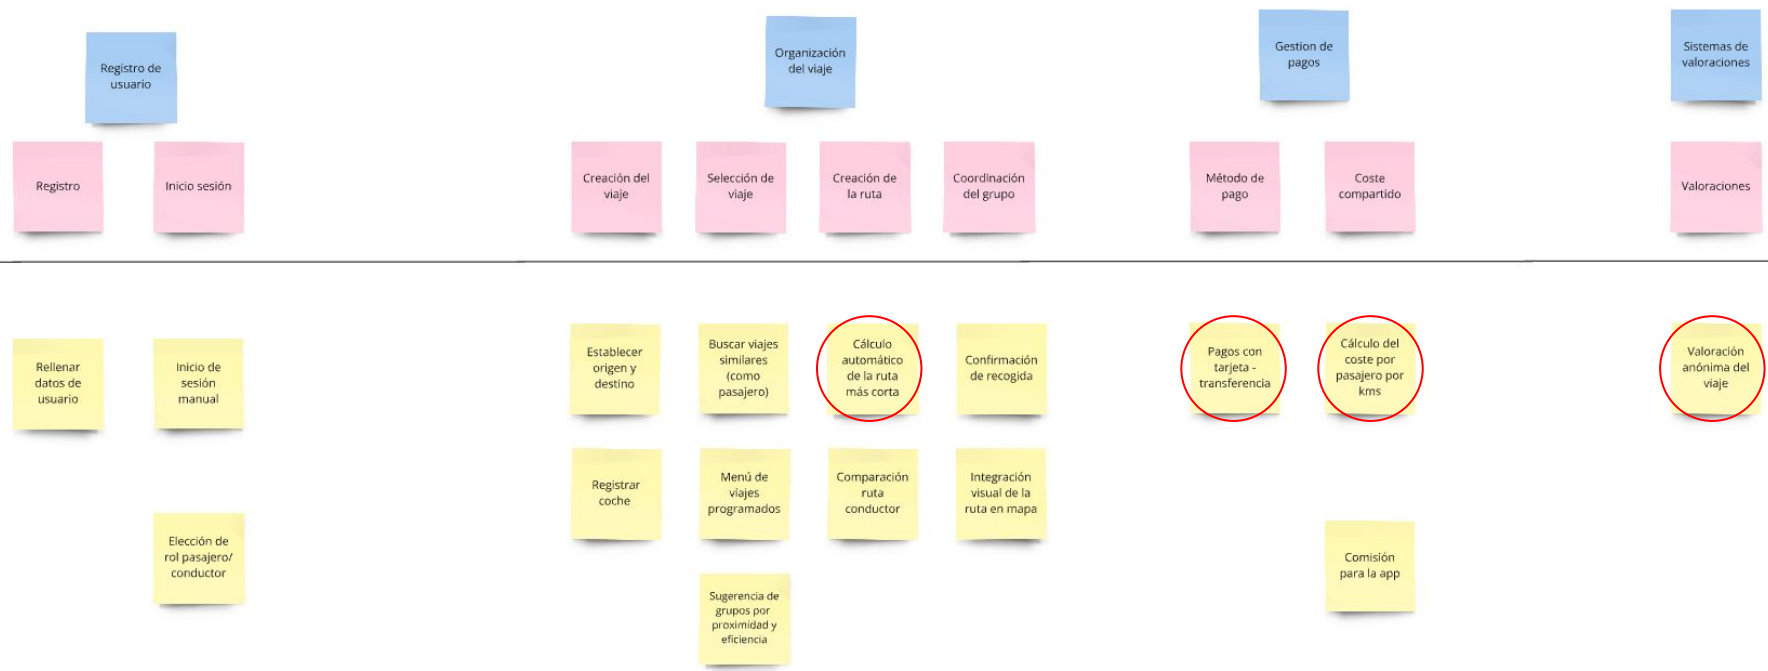 Registro de
usuario
Organización
del viaje
Gestion de
pagos
Sistemas de
valoraciones
Registro
Inicio sesión
Creación del
viaje
Selección de
viaje
Creación de
la ruta
Coordinación
del grupo
Método de
pago
Coste
compartido
Valoraciones
Rellenar
datos de
usuario
Inicio de
sesión
manual
Establecer
origen y
destino
Buscar viajes
similares
(como
pasajero)
Cálculo
automático
de la ruta
más corta
Confirmación
de recogida
Pagos con
tarjeta -
transferencia
Cálculo del
coste por
pasajero por
kms
Valoración
anónima del
viaje
Registrar
coche
Menú de
viajes
programados
Comparación
ruta
conductor
Integración
visual de la
ruta en mapa
Elección de
rol pasajero/
conductor
Comisión
para la app
Sugerencia de
grupos por
proximidad y
eficiencia